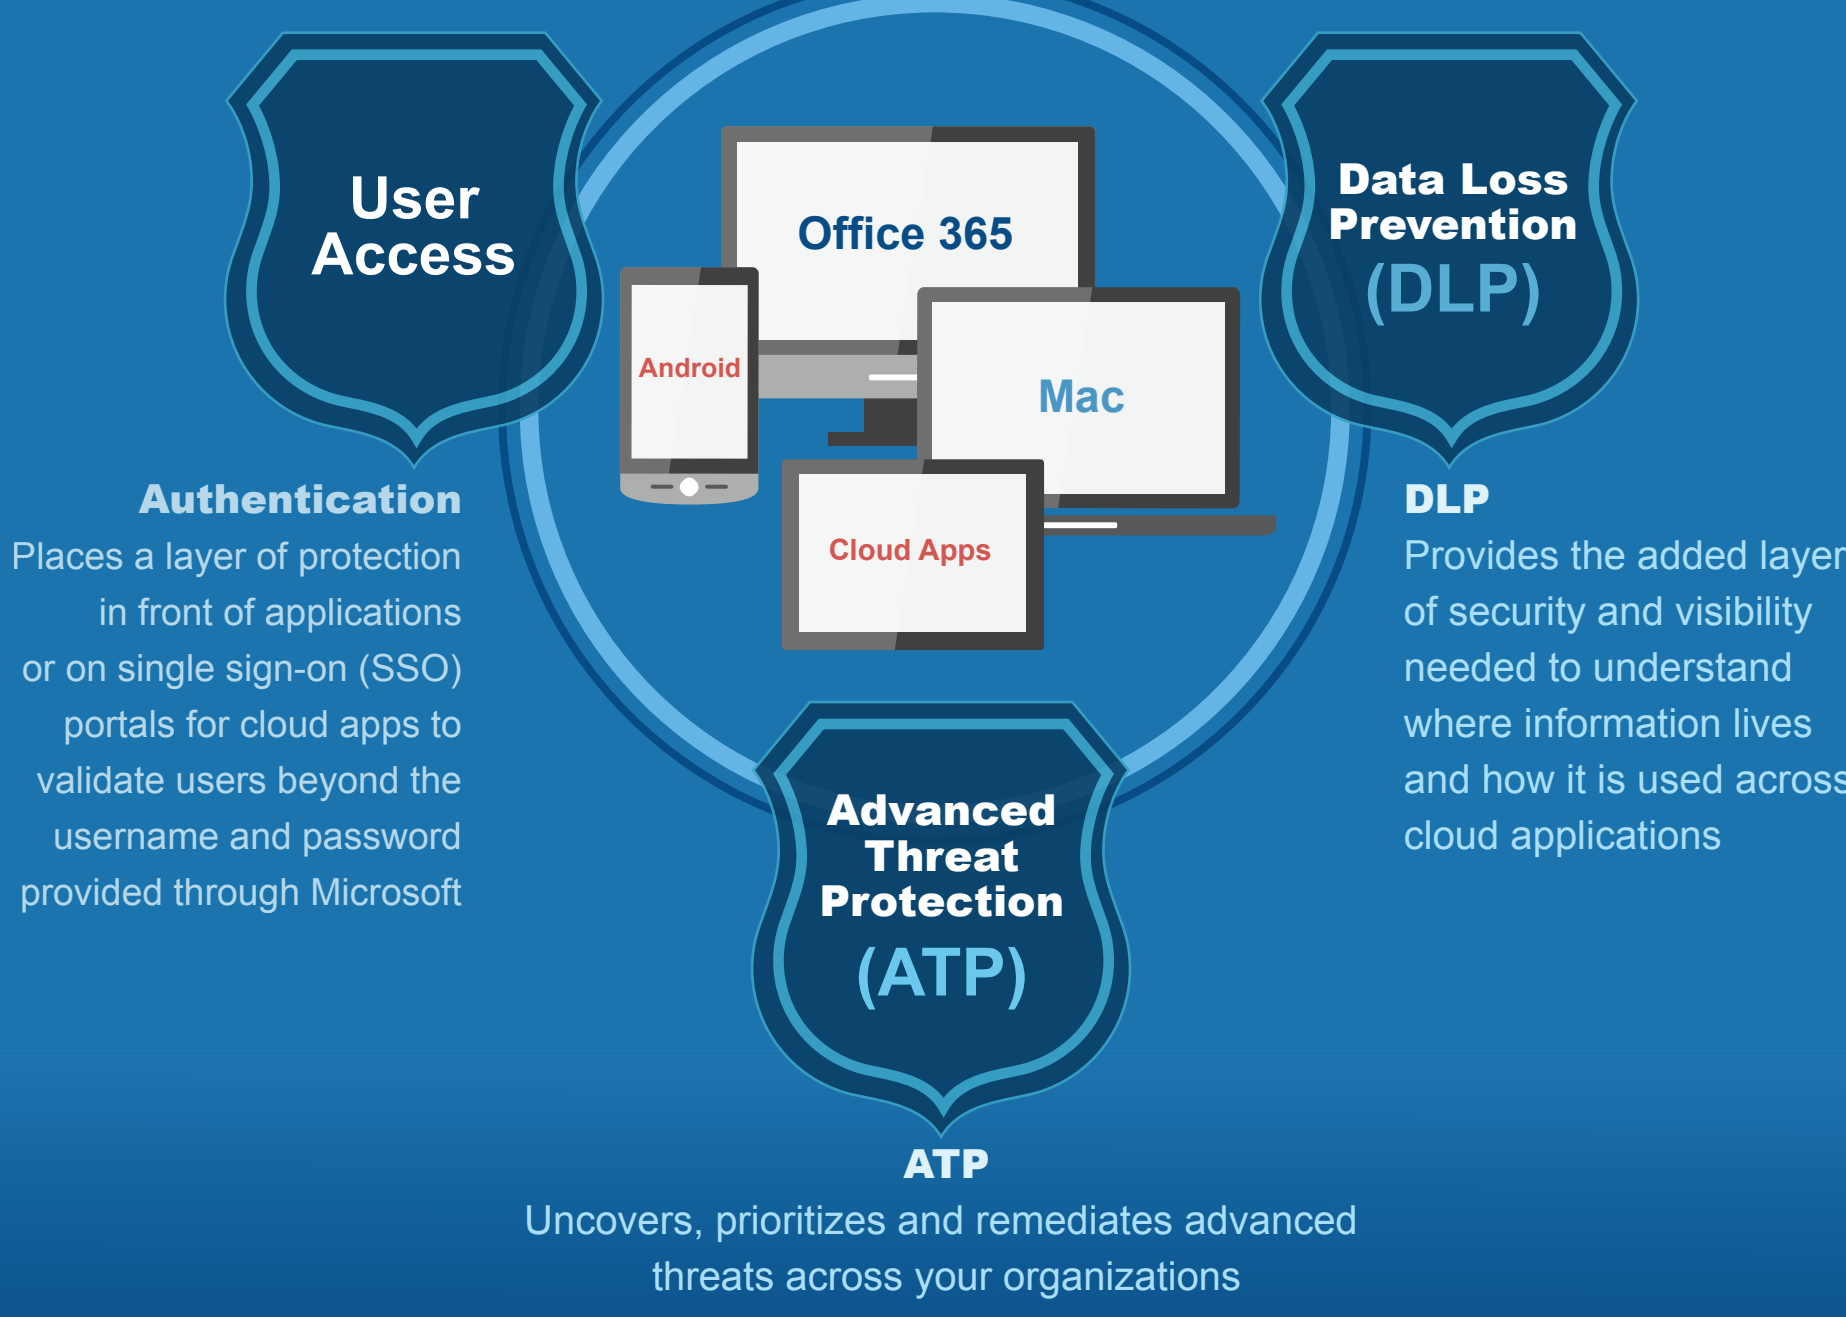 User
Access
Office 365
Android
Mac
Cloud Apps
Data Loss
Prevention
(DLP)
Authentication
Places a layer of protection
in front of applications
or on single sign-on (SSO)
portals for cloud apps to
validate users beyond the
username and password
provided through Microsoft
DLP
Provides the added layer
of security and visibility
needed to understand
where information lives
and how it is used across
cloud applications
Advanced
Threat
Protection
(ATP)
ATP
Uncovers, prioritizes and remediates advanced
threats across your organizations